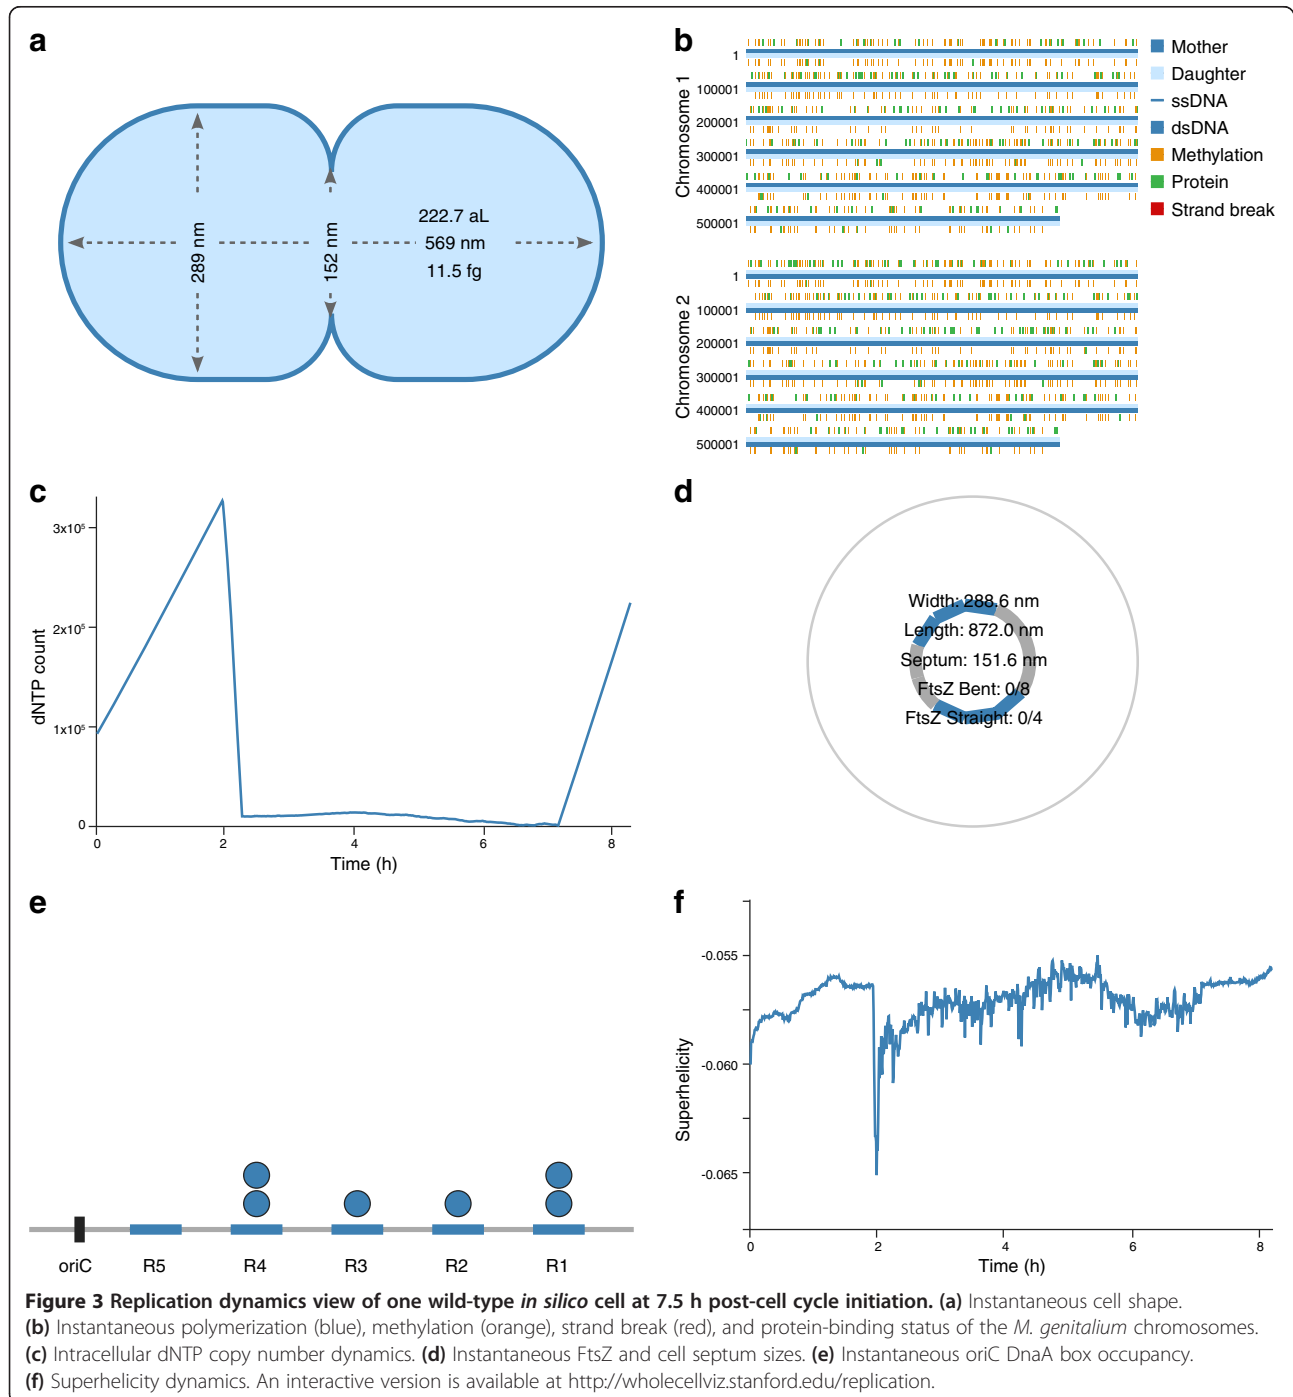 a
289 nm
152 nm
222.7 aL
569 nm
11.5 fg
b
Chromosome 1
1
100001
200001
300001
400001
500001
Chromosome 2
1
100001
200001
300001
400001
500001
Mother
Daughter
ssDNA
dsDNA
Methylation
Protein
Strand break
c
dNTP count
3x10⁵
2x10⁵
1x10⁵
0
0 2 4 6 8
Time (h)
d
Width: 288.6 nm
Length: 872.0 nm
Septum: 151.6 nm
FtsZ Bent: 0/8
FtsZ Straight: 0/4
e
oriC R5 R4 R3 R2 R1
f
Superhelicity
-0.055
-0.060
-0.065
0 2 4 6 8
Time (h)
Figure 3 Replication dynamics view of one wild-type in silico cell at 7.5 h post-cell cycle initiation. (a) Instantaneous cell shape.
(b) Instantaneous polymerization (blue), methylation (orange), strand break (red), and protein-binding status of the M. genitalium chromosomes.
(c) Intracellular dNTP copy number dynamics. (d) Instantaneous FtsZ and cell septum sizes. (e) Instantaneous oriC DnaA box occupancy.
(f) Superhelicity dynamics. An interactive version is available at http://wholecellviz.stanford.edu/replication.